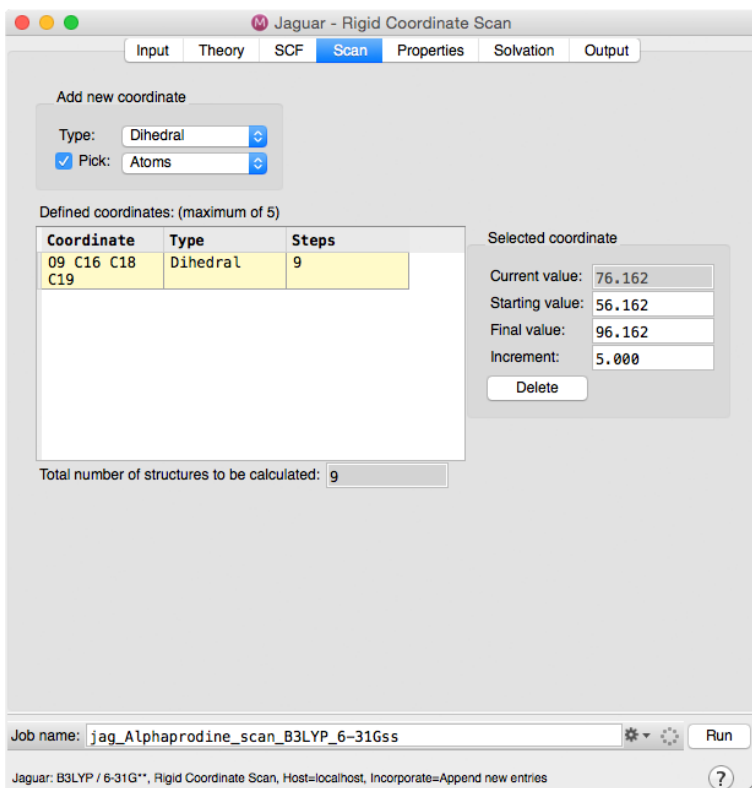 Jaguar - Rigid Coordinate Scan
Input Theory SCF Scan Properties Solvation Output
Add new coordinate
Type: Dihedral
Pick: Atoms
Defined coordinates: (maximum of 5)
Coordinate Type Steps
O9 C16 C18 Dihedral 9
C19
Selected coordinate
Current value: 76.162
Starting value: 56.162
Final value: 96.162
Increment: 5.000
Delete
Total number of structures to be calculated: 9
Job name: jag_Alphaprodine_scan_B3LYP_6-31Gss Run
Jaguar: B3LYP / 6-31G**, Rigid Coordinate Scan, Host=localhost, Incorporate=Append new entries ?